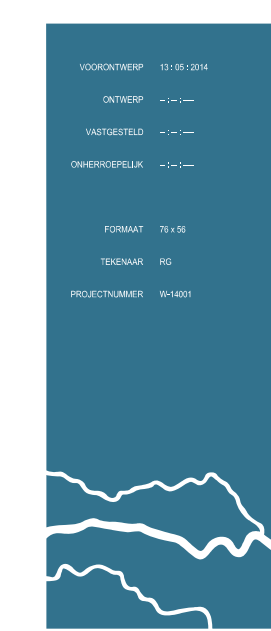 VOORONTWERP 13 : 05 : 2014
ONTWERP – : – : —
VASTGESTELD – : – : —
ONHERROEPELIJK – : – : —
FORMAAT 76 x 56
TEKENAAR RG
PROJECTNUMMER W-14001